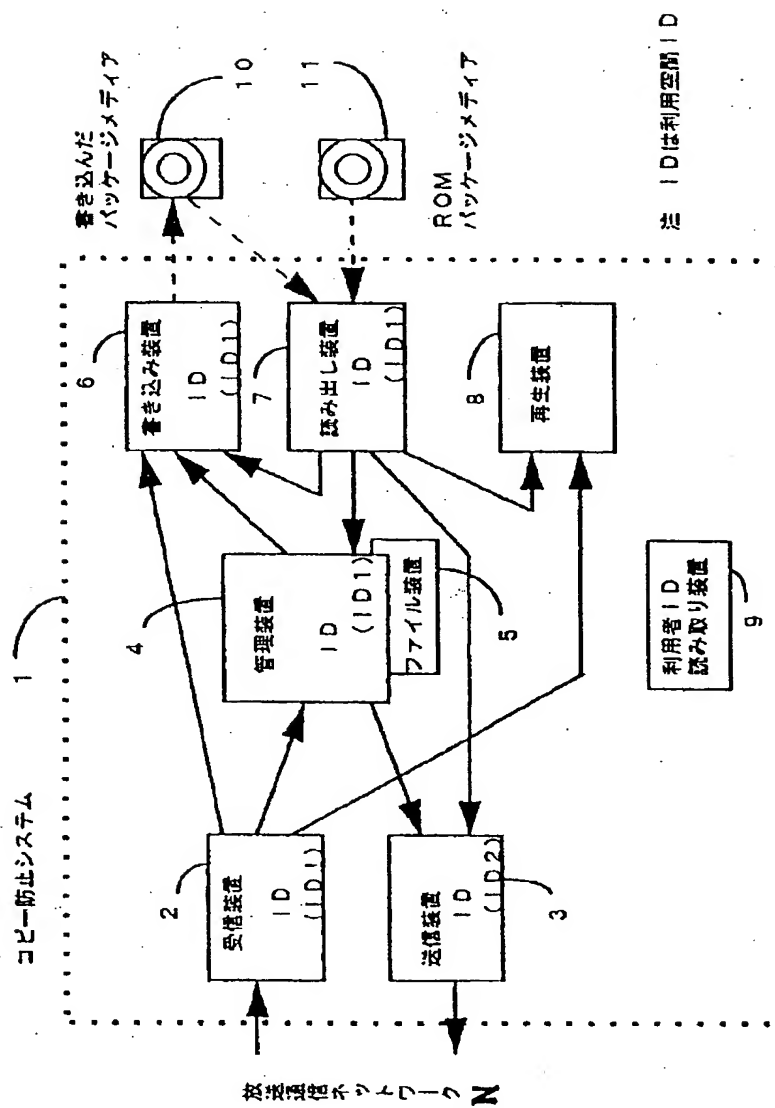 コピー防止システム
1
放送通信ネットワーク
N
受信装置
ID
(ID1)
2
送信装置
ID
(ID2)
3
管理装置
ID
(ID1)
4
ファイル装置
5
書き込み装置
ID
(ID1)
6
読み出し装置
ID
(ID1)
7
再生装置
8
利用者ID
読み取り装置
9
書き込んだ
パッケージメディア
10
ROM
パッケージメディア
11
注 IDは利用空間ID